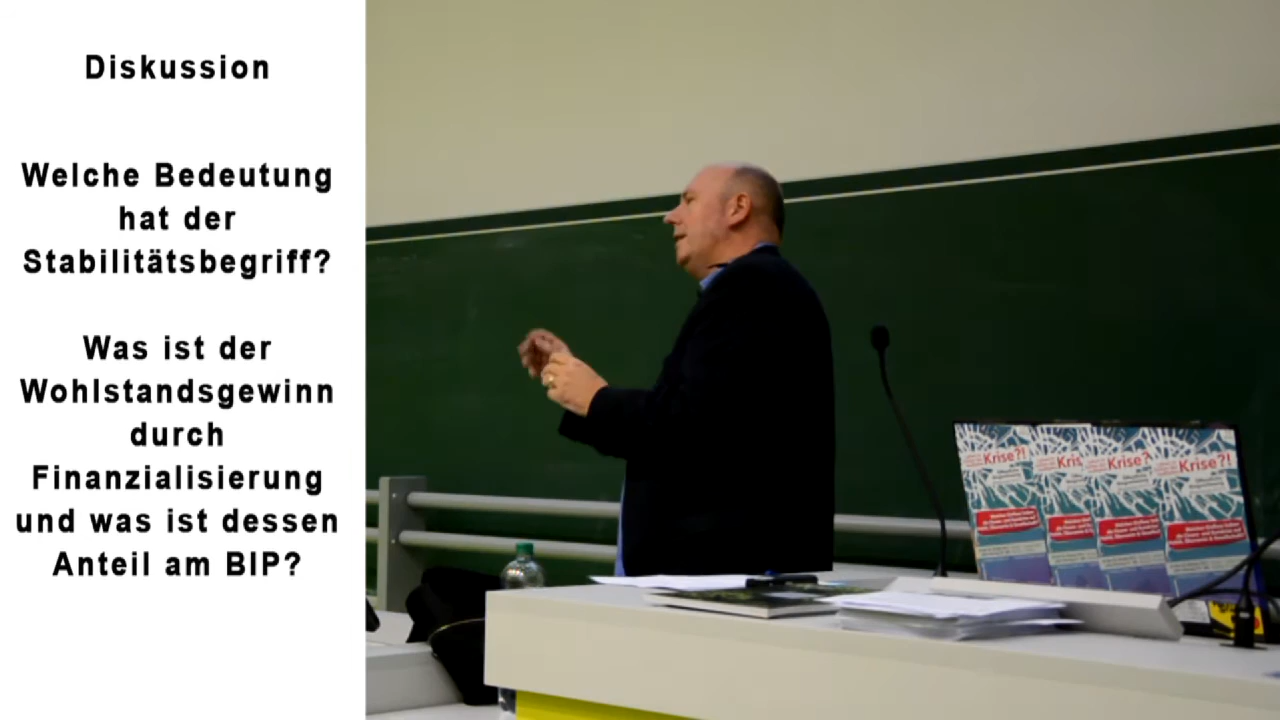 Diskussion
Welche Bedeutung
hat der
Stabilitätsbegriff?
Was ist der
Wohlstandsgewinn
durch
Finanzialisierung
und was ist dessen
Anteil am BIP?
Krise?!
Kris
Krise?
Krise?!